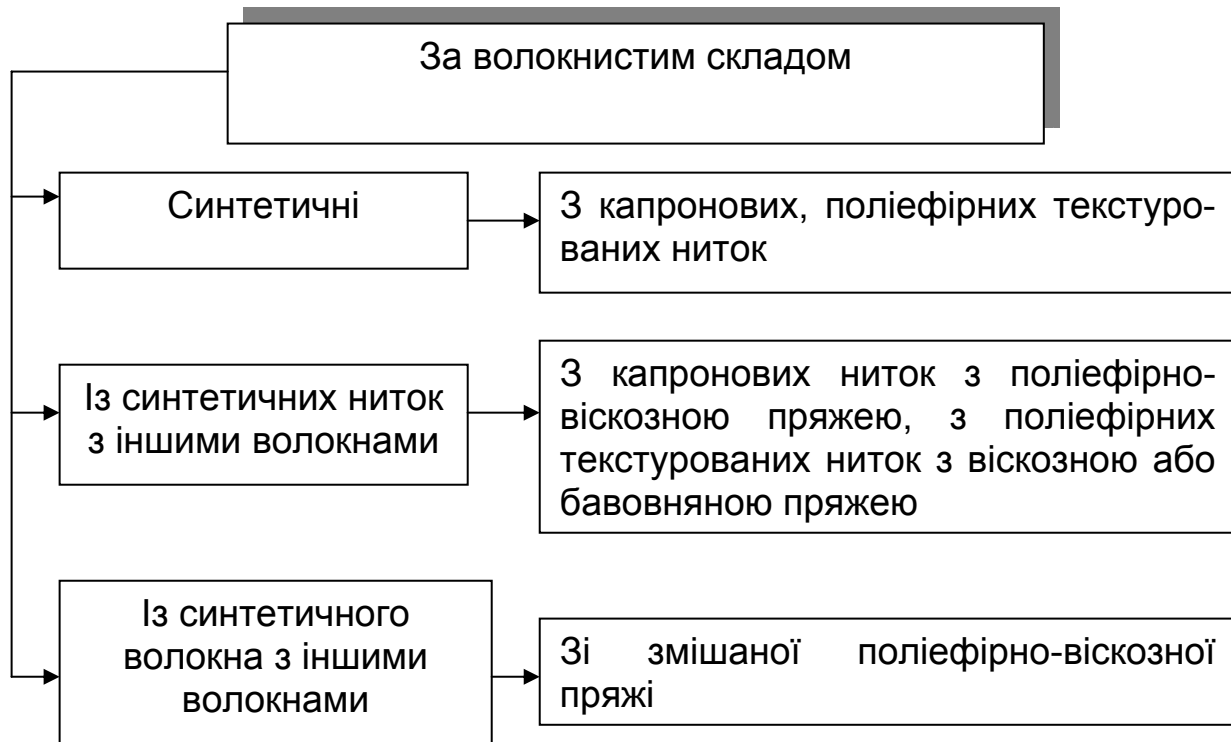 За волокнистим складом
Синтетичні
З капронових, поліефірних текстуро-
ваних ниток
Із синтетичних ниток
з іншими волокнами
З капронових ниток з поліефірно-
віскозною пряжею, з поліефірних
текстурованих ниток з віскозною або
бавовняною пряжею
Із синтетичного
волокна з іншими
волокнами
Зі змішаної поліефірно-віскозної
пряжі